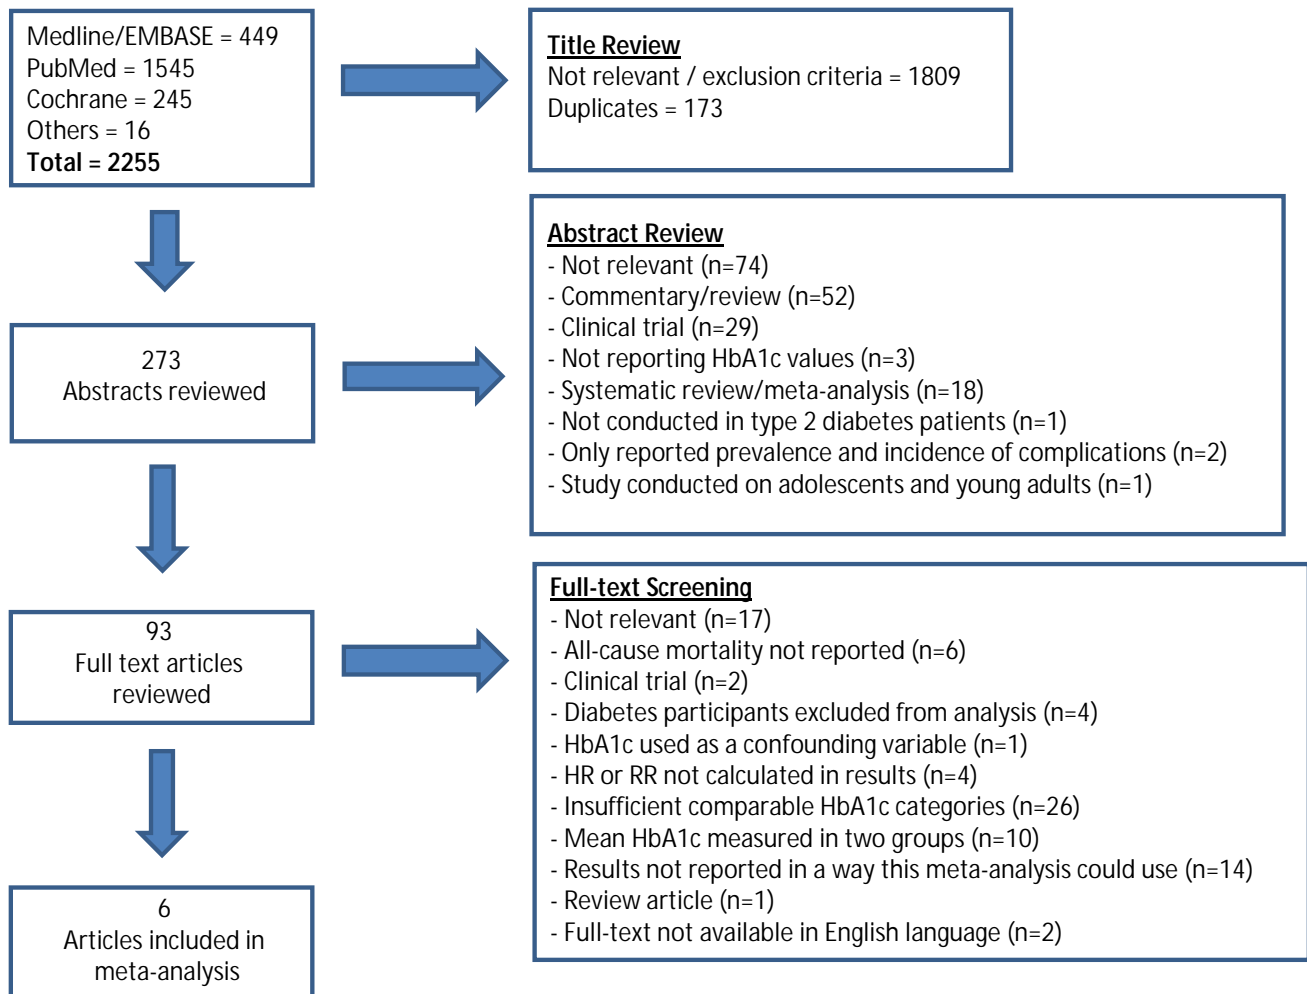 Medline/EMBASE = 449
PubMed = 1545
Cochrane = 245
Others = 16
Total = 2255
Title Review
Not relevant / exclusion criteria = 1809
Duplicates = 173
273
Abstracts reviewed
Abstract Review
- Not relevant (n=74)
- Commentary/review (n=52)
- Clinical trial (n=29)
- Not reporting HbA1c values (n=3)
- Systematic review/meta-analysis (n=18)
- Not conducted in type 2 diabetes patients (n=1)
- Only reported prevalence and incidence of complications (n=2)
- Study conducted on adolescents and young adults (n=1)
93
Full text articles
reviewed
Full-text Screening
- Not relevant (n=17)
- All-cause mortality not reported (n=6)
- Clinical trial (n=2)
- Diabetes participants excluded from analysis (n=4)
- HbA1c used as a confounding variable (n=1)
- HR or RR not calculated in results (n=4)
- Insufficient comparable HbA1c categories (n=26)
- Mean HbA1c measured in two groups (n=10)
- Results not reported in a way this meta-analysis could use (n=14)
- Review article (n=1)
- Full-text not available in English language (n=2)
6
Articles included in
meta-analysis